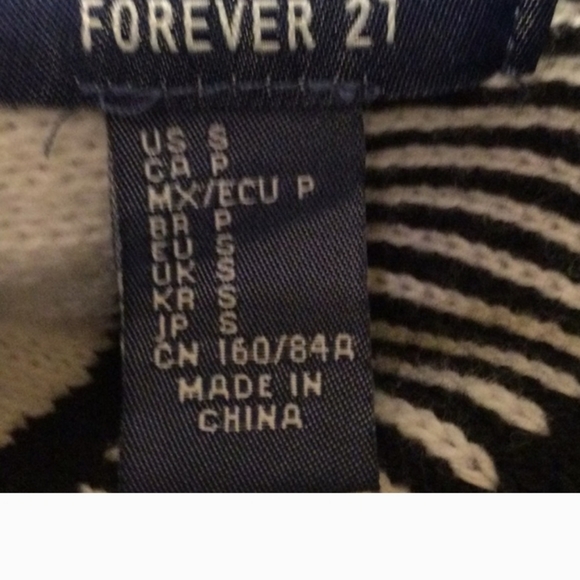 FOREVER 21
US S
CA P
MX/ECU P
BR P
EU S
UK S
KR S
JP S
CN 160/84A
MADE IN
CHINA